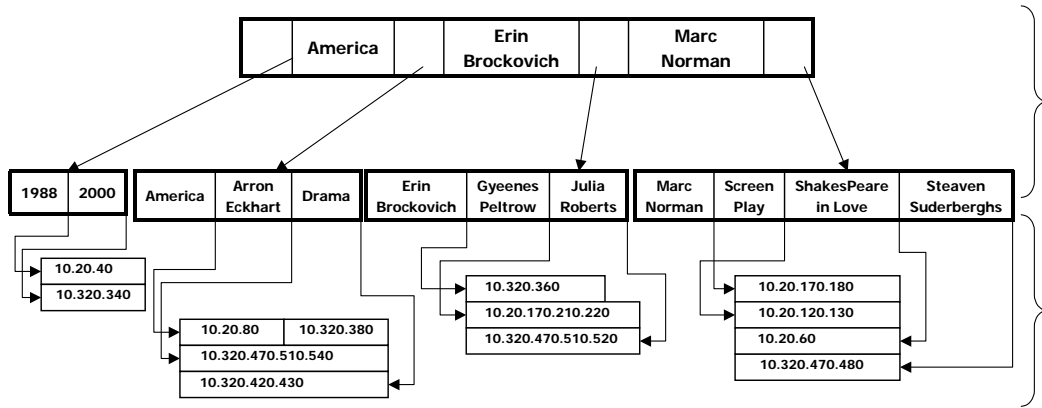 America
Erin
Brockovich
Marc
Norman
1988
2000
America
Arron
Eckhart
Drama
Erin
Brockovich
Gyeenes
Peltrow
Julia
Roberts
Marc
Norman
Screen
Play
ShakesPeare
in Love
Steaven
Suderberghs
10.20.40
10.320.340
10.20.80
10.320.380
10.320.470.510.540
10.320.420.430
10.320.360
10.20.170.210.220
10.320.470.510.520
10.20.170.180
10.20.120.130
10.20.60
10.320.470.480